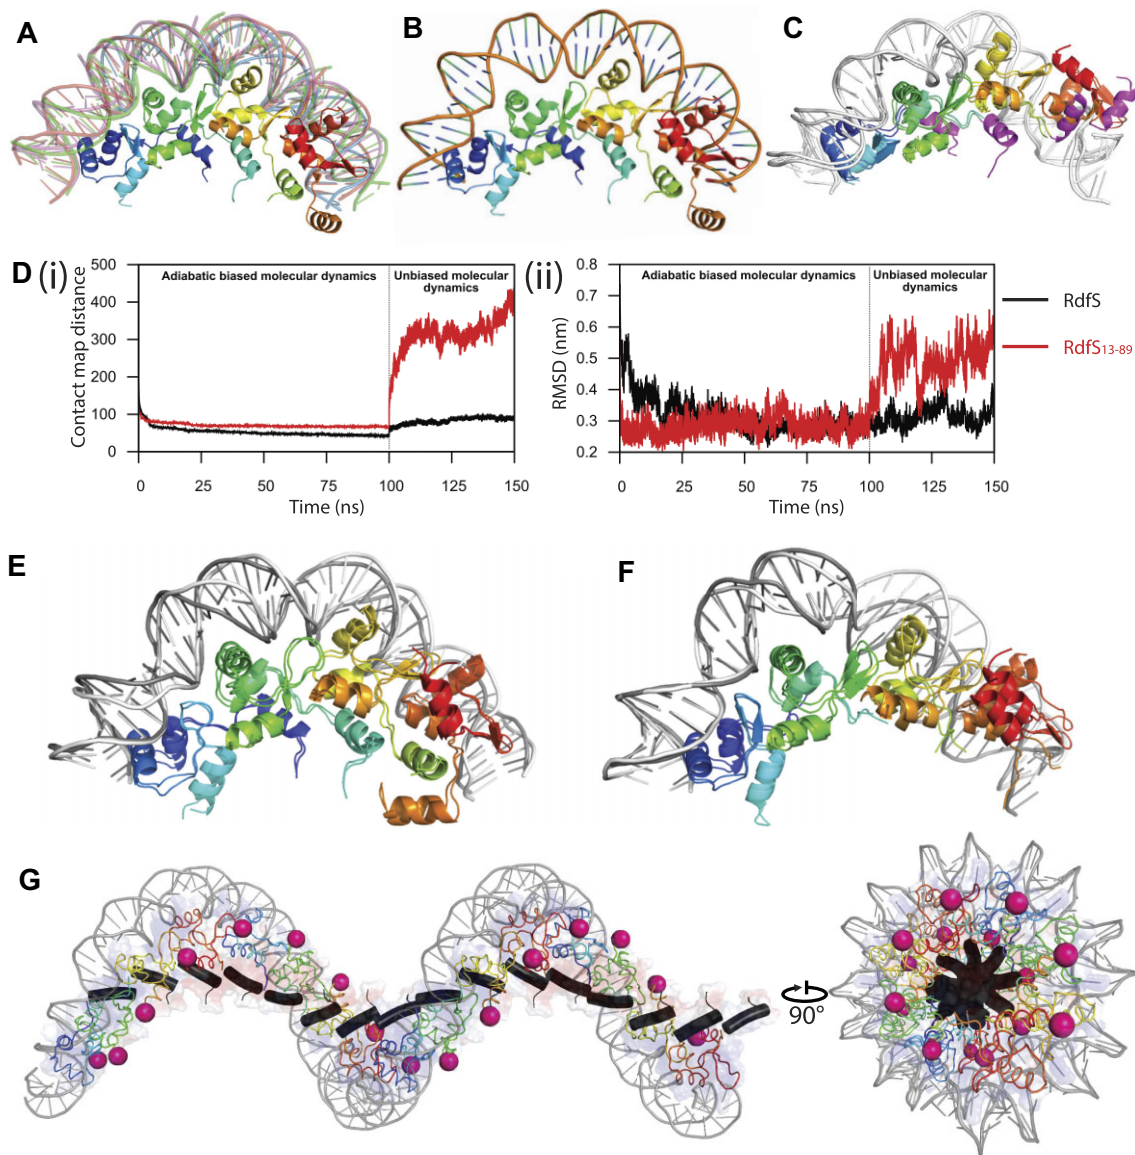 A
B
C
D (i)
500
400
300
200
100
0
Contact map distance
Adiabatic biased molecular dynamics
Unbiased molecular
dynamics
0 25 50 75 100 125 150
Time (ns)
(ii)
0.8
0.7
0.6
0.5
0.4
0.3
0.2
RMSD (nm)
Adiabatic biased molecular dynamics
Unbiased molecular
dynamics
0 25 50 75 100 125 150
Time (ns)
RdfS
RdfS13-89
E
F
G
90°